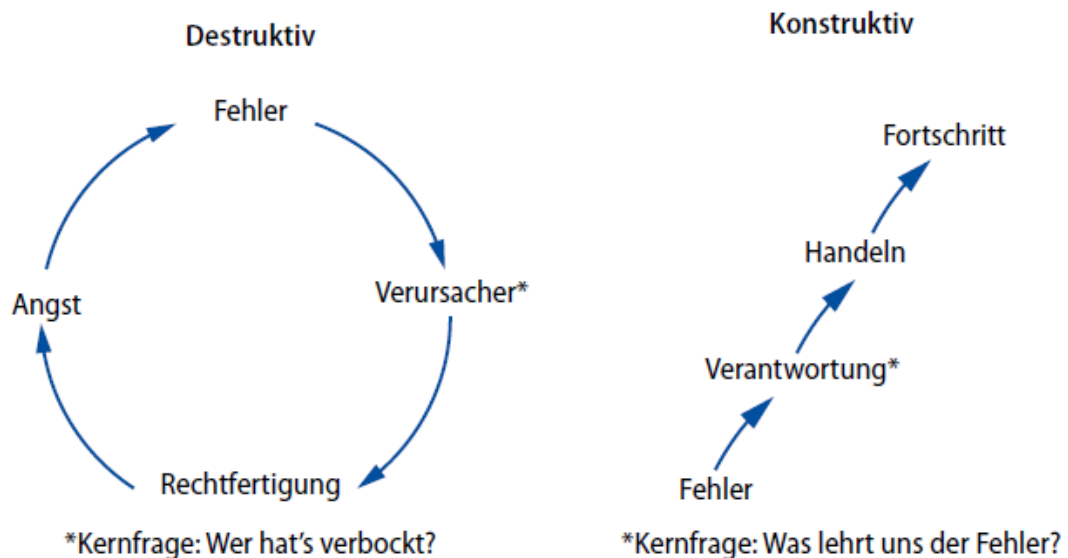 Destruktiv
Fehler
Verursacher*
Rechtfertigung
Angst
*Kernfrage: Wer hat's verbockt?
Konstruktiv
Fortschritt
Handeln
Verantwortung*
Fehler
*Kernfrage: Was lehrt uns der Fehler?